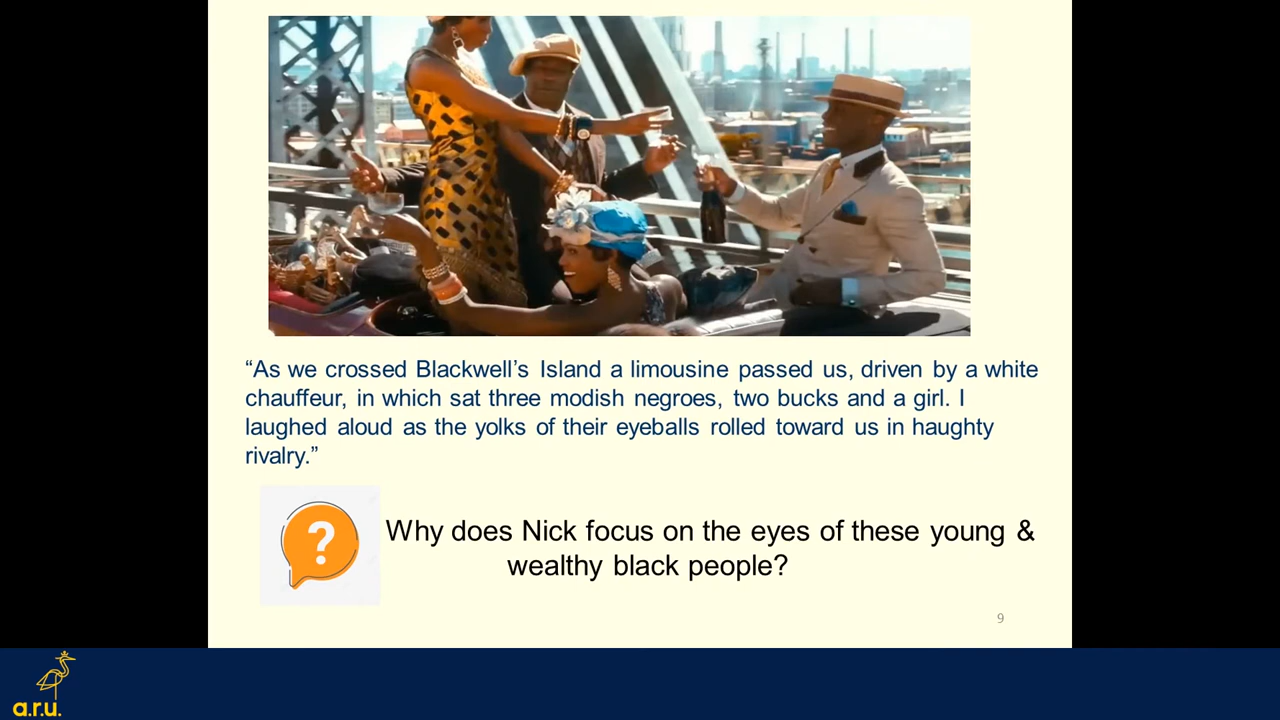 “As we crossed Blackwell’s Island a limousine passed us, driven by a white
chauffeur, in which sat three modish negroes, two bucks and a girl. I
laughed aloud as the yolks of their eyeballs rolled toward us in haughty
rivalry.”
?
Why does Nick focus on the eyes of these young &
wealthy black people?
9
a.r.u.